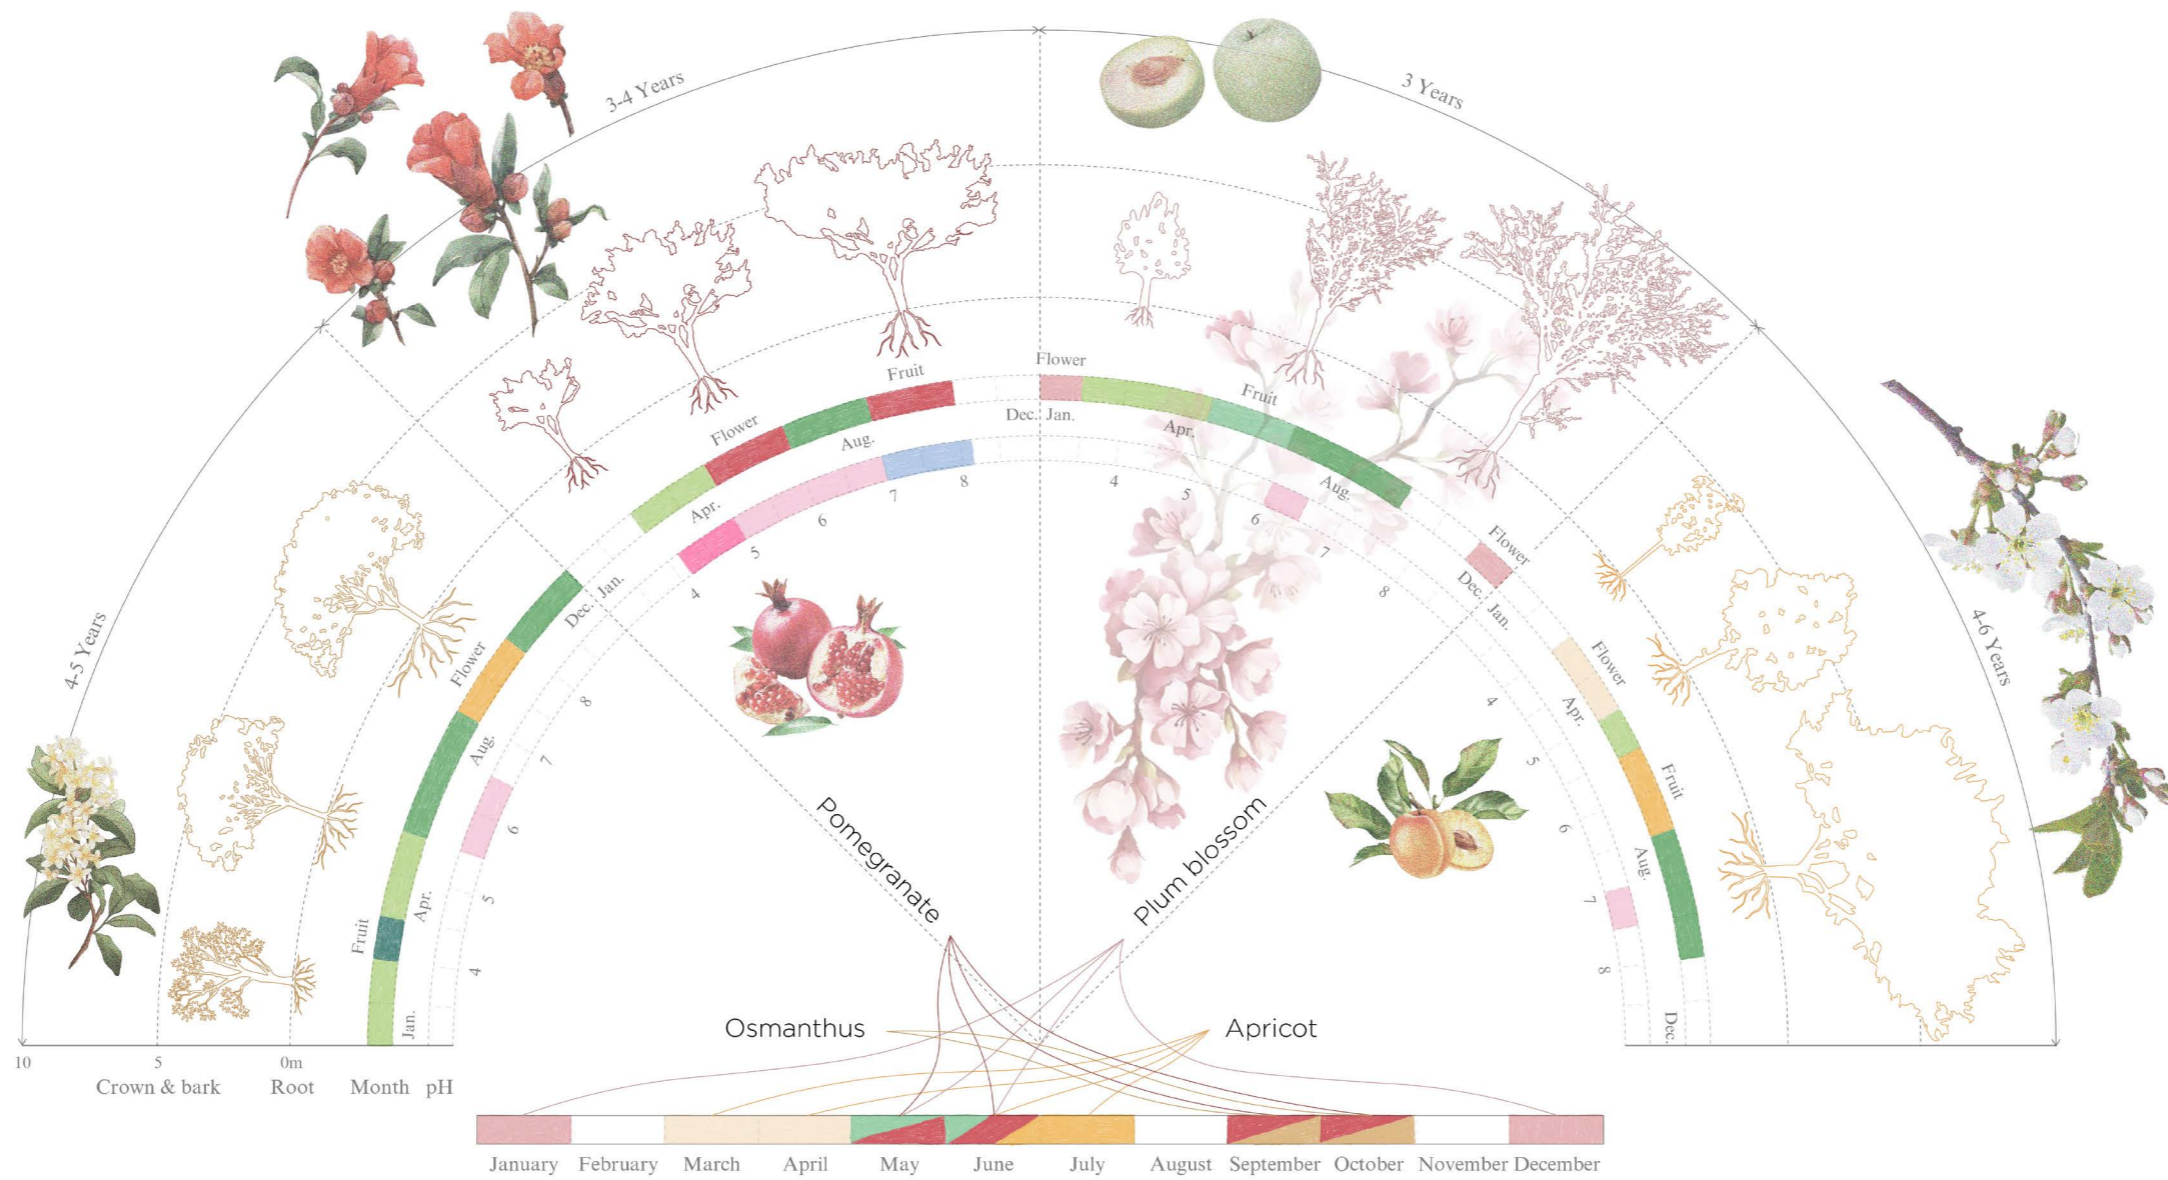 3-4 Years
3 Years
4-5 Years
4-6 Years
Flower
Fruit
Apr.
Aug.
Dec.
Jan.
4
5
6
7
8
Flower
Fruit
Jan.
Apr.
Aug.
Flower
Dec.
4
5
6
7
8
Fruit
Flower
Jan.
Apr.
Aug.
Dec.
4
5
6
7
8
Flower
Fruit
Jan.
Apr.
Aug.
Dec.
4
5
6
7
8
Pomegranate
Plum blossom
Osmanthus
Apricot
10
5
0m
Crown & bark
Root
Month
pH
January
February
March
April
May
June
July
August
September
October
November
December